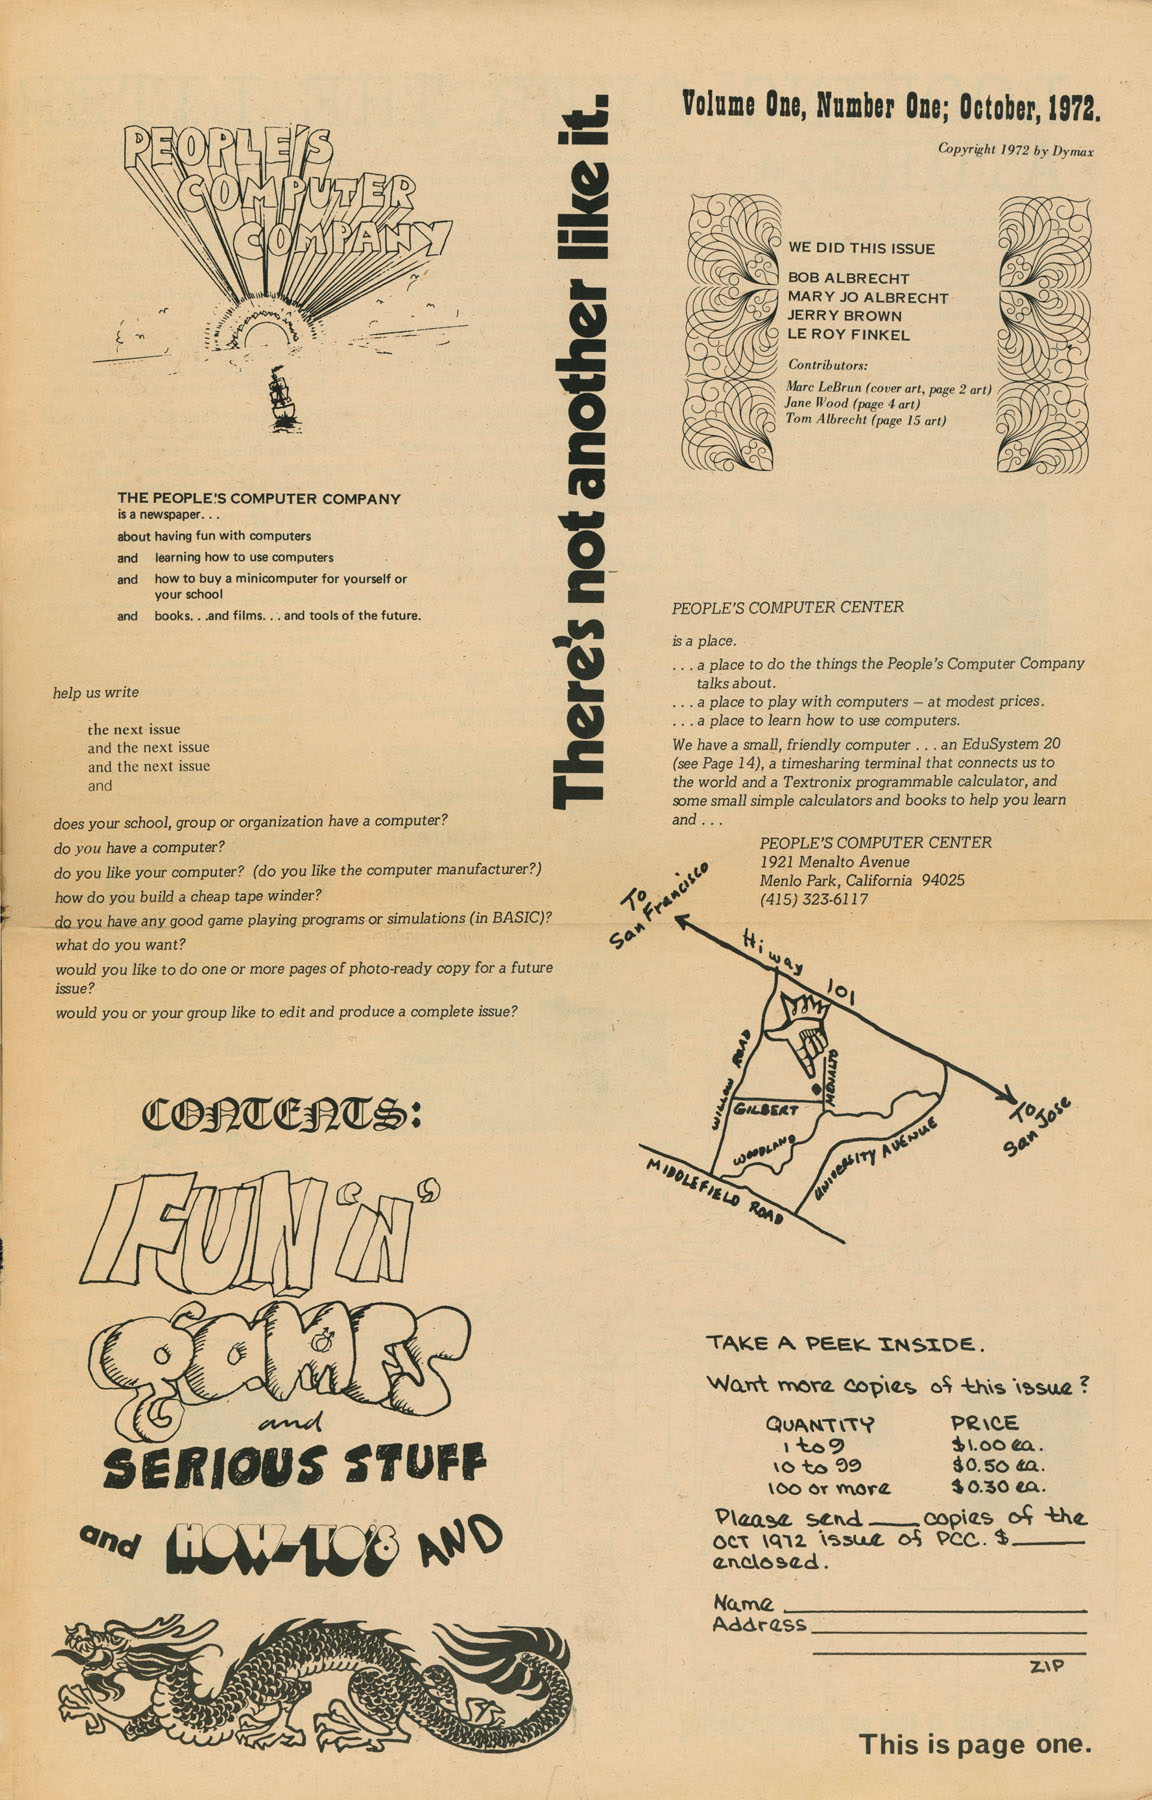 PEOPLE'S
COMPUTER
COMPANY
THE PEOPLE'S COMPUTER COMPANY
is a newspaper. . .
about having fun with computers
and learning how to use computers
and how to buy a minicomputer for yourself or
your school
and books. . .and films. . . and tools of the future.
help us write
the next issue
and the next issue
and the next issue
and
does your school, group or organization have a computer?
do you have a computer?
do you like your computer? (do you like the computer manufacturer?)
how do you build a cheap tape winder?
do you have any good game playing programs or simulations (in BASIC)?
what do you want?
would you like to do one or more pages of photo-ready copy for a future
issue?
would you or your group like to edit and produce a complete issue?
CONTENTS:
FUN 'N'
GAMES
and
SERIOUS STUFF
and HOW-TO'S AND
There's not another like it.
Volume One, Number One; October, 1972.
Copyright 1972 by Dymax
WE DID THIS ISSUE
BOB ALBRECHT
MARY JO ALBRECHT
JERRY BROWN
LE ROY FINKEL
Contributors:
Marc LeBrun (cover art, page 2 art)
Jane Wood (page 4 art)
Tom Albrecht (page 15 art)
PEOPLE'S COMPUTER CENTER
is a place.
. . . a place to do the things the People's Computer Company
talks about.
. . . a place to play with computers – at modest prices.
. . . a place to learn how to use computers.
We have a small, friendly computer . . . an EduSystem 20
(see Page 14), a timesharing terminal that connects us to
the world and a Textronix programmable calculator, and
some small simple calculators and books to help you learn
and . . .
PEOPLE'S COMPUTER CENTER
1921 Menalto Avenue
Menlo Park, California 94025
(415) 323-6117
To
San Francisco
Hiway 101
WILLOW ROAD
MENALTO
GILBERT
WOODLAND
UNIVERSITY AVENUE
MIDDLEFIELD ROAD
To
San Jose
TAKE A PEEK INSIDE.
Want more copies of this issue?
QUANTITY PRICE
1 to 9 $1.00 ea.
10 to 99 $0.50 ea.
100 or more $0.30 ea.
Please send ____ copies of the
OCT 1972 issue of PCC. $ ______
enclosed.
Name
Address
ZIP
This is page one.